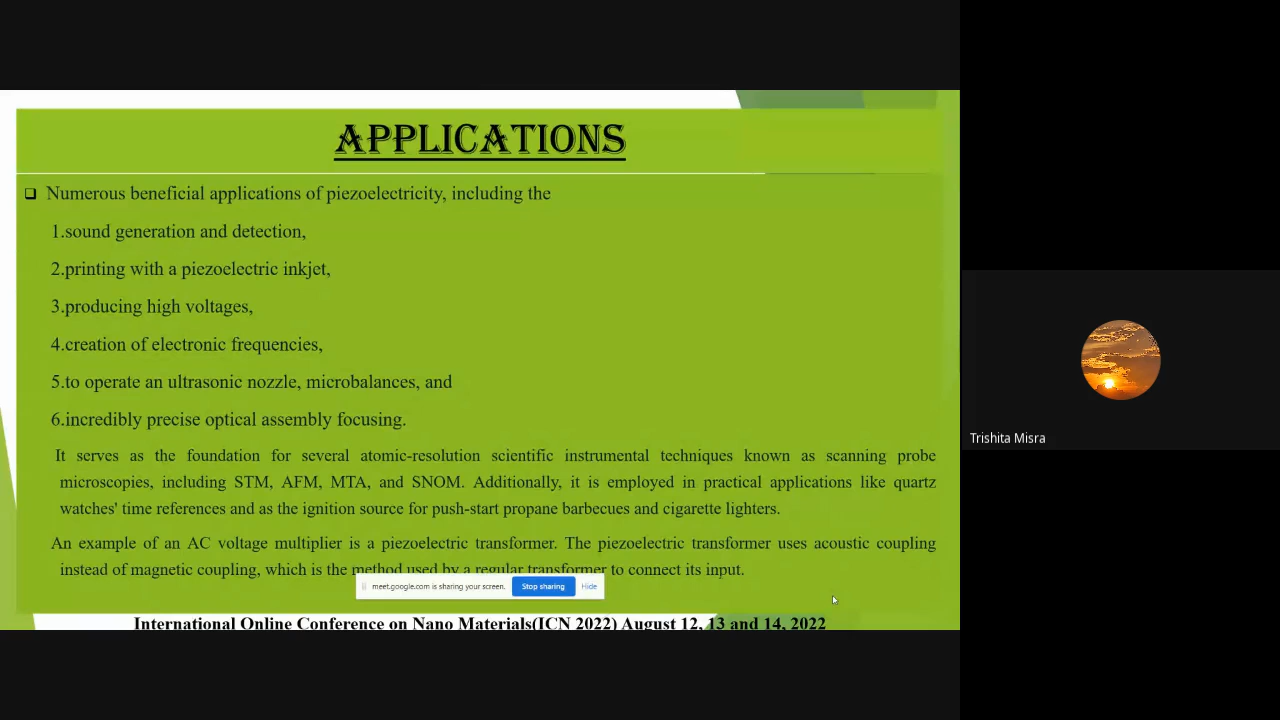 APPLICATIONS
❑ Numerous beneficial applications of piezoelectricity, including the
1.sound generation and detection,
2.printing with a piezoelectric inkjet,
3.producing high voltages,
4.creation of electronic frequencies,
5.to operate an ultrasonic nozzle, microbalances, and
6.incredibly precise optical assembly focusing.
It serves as the foundation for several atomic-resolution scientific instrumental techniques known as scanning probe
microscopies, including STM, AFM, MTA, and SNOM. Additionally, it is employed in practical applications like quartz
watches' time references and as the ignition source for push-start propane barbecues and cigarette lighters.
An example of an AC voltage multiplier is a piezoelectric transformer. The piezoelectric transformer uses acoustic coupling
instead of magnetic coupling, which is the method used by a regular transformer to connect its input.
meet.google.com is sharing your screen. Stop sharing Hide
International Online Conference on Nano Materials(ICN 2022) August 12, 13 and 14, 2022
Trishita Misra